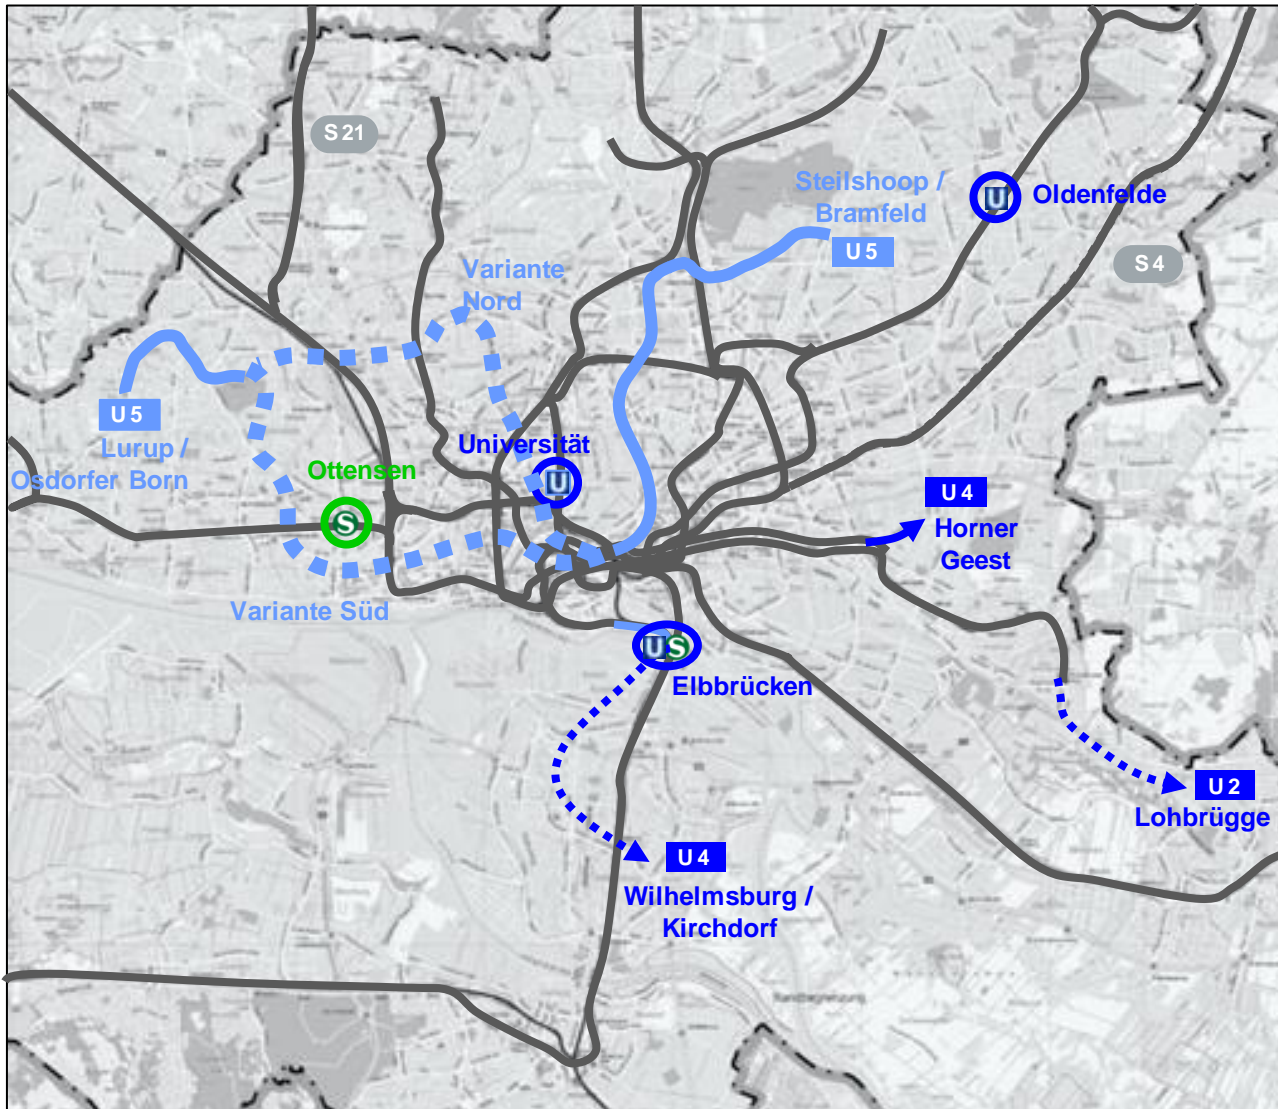 S 21
Steilshoop /
Bramfeld
U 5
U
Oldenfelde
S 4
Variante
Nord
U 5
Lurup /
Osdorfer Born
Ottensen
S
Universität
U
U 4
Horner
Geest
Variante Süd
U S
Elbbrücken
U 2
Lohbrügge
U 4
Wilhelmsburg /
Kirchdorf